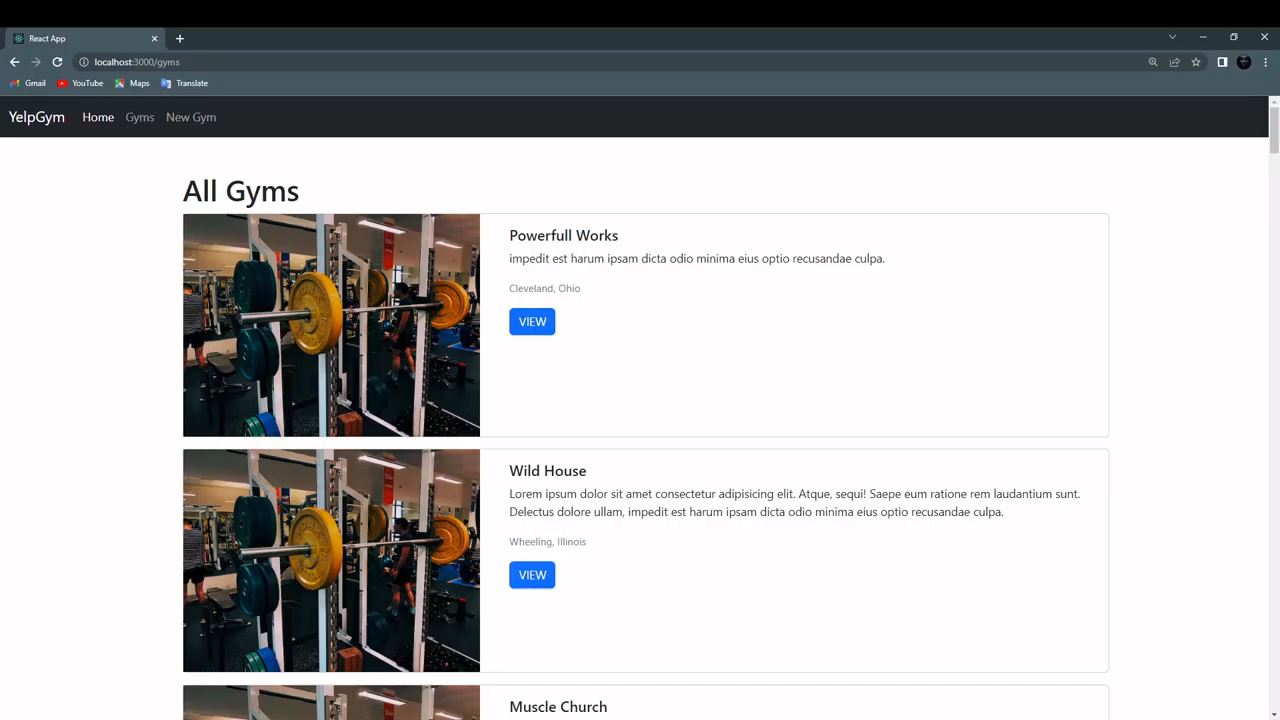 React App
localhost:3000/gyms
Gmail YouTube Maps Translate
YelpGym Home Gyms New Gym
All Gyms
Powerfull Works
impedit est harum ipsam dicta odio minima eius optio recusandae culpa.
Cleveland, Ohio
VIEW
Wild House
Lorem ipsum dolor sit amet consectetur adipisicing elit. Atque, sequi! Saepe eum ratione rem laudantium sunt.
Delectus dolore ullam, impedit est harum ipsam dicta odio minima eius optio recusandae culpa.
Wheeling, Illinois
VIEW
Muscle Church